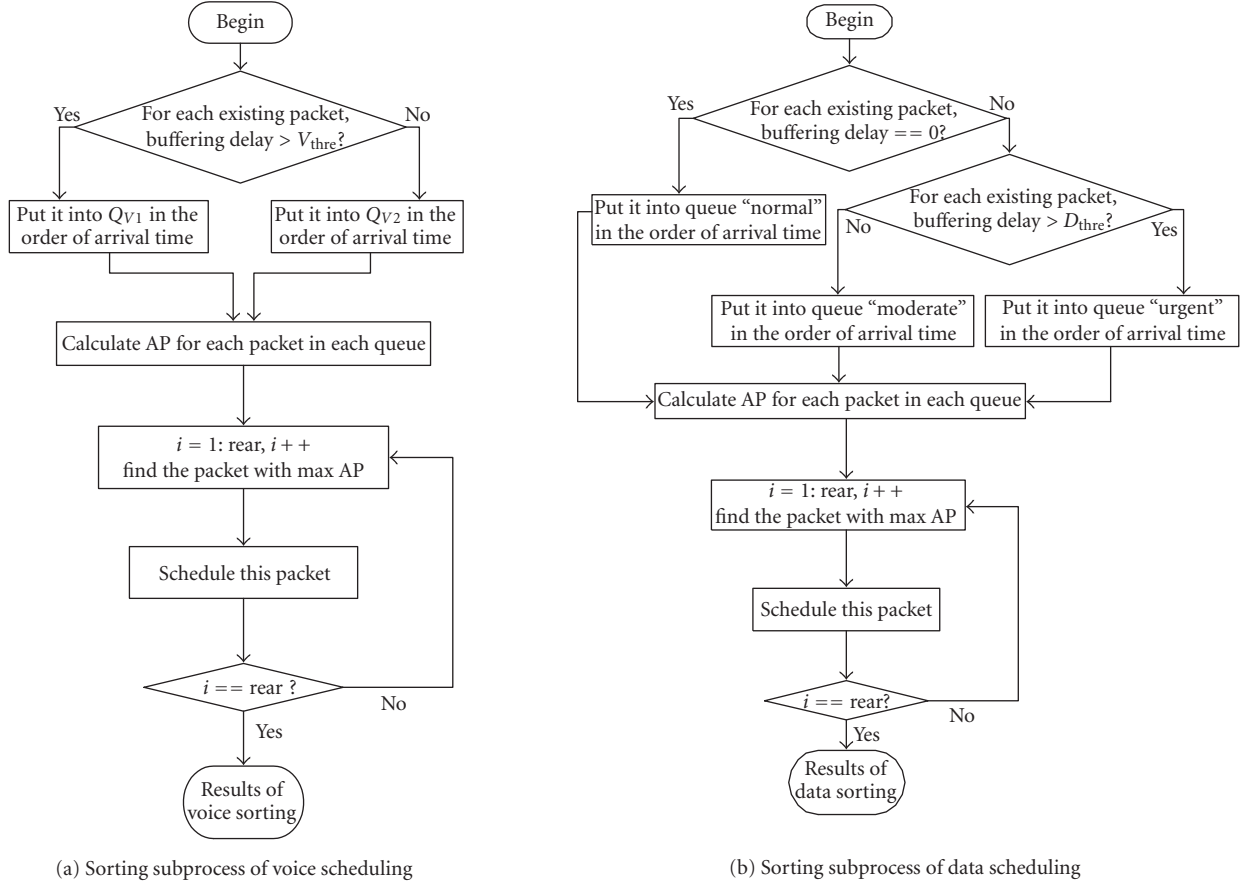 Begin
For each existing packet,
buffering delay > V_thre?
Yes
No
Put it into Q_V1 in the
order of arrival time
Put it into Q_V2 in the
order of arrival time
Calculate AP for each packet in each queue
i = 1: rear, i + +
find the packet with max AP
Schedule this packet
i == rear ?
No
Yes
Results of
voice sorting
(a) Sorting subprocess of voice scheduling
Begin
For each existing packet,
buffering delay == 0?
Yes
No
Put it into queue “normal”
in the order of arrival time
For each existing packet,
buffering delay > D_thre?
No
Yes
Put it into queue “moderate”
in the order of arrival time
Put it into queue “urgent”
in the order of arrival time
Calculate AP for each packet in each queue
i = 1: rear, i + +
find the packet with max AP
Schedule this packet
i == rear?
No
Yes
Results of
data sorting
(b) Sorting subprocess of data scheduling